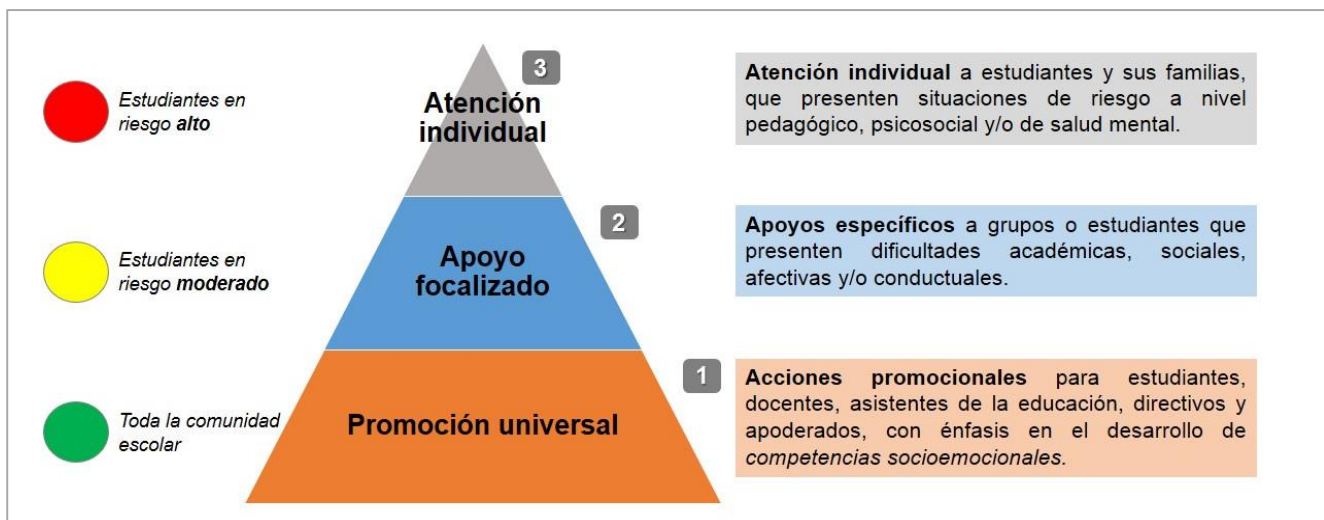 Estudiantes en
riesgo alto
3
Atención
individual
Atención individual a estudiantes y sus familias,
que presenten situaciones de riesgo a nivel
pedagógico, psicosocial y/o de salud mental.
Estudiantes en
riesgo moderado
2
Apoyo
focalizado
Apoyos específicos a grupos o estudiantes que
presenten dificultades académicas, sociales,
afectivas y/o conductuales.
Toda la comunidad
escolar
1
Promoción universal
Acciones promocionales para estudiantes,
docentes, asistentes de la educación, directivos y
apoderados, con énfasis en el desarrollo de
competencias socioemocionales.